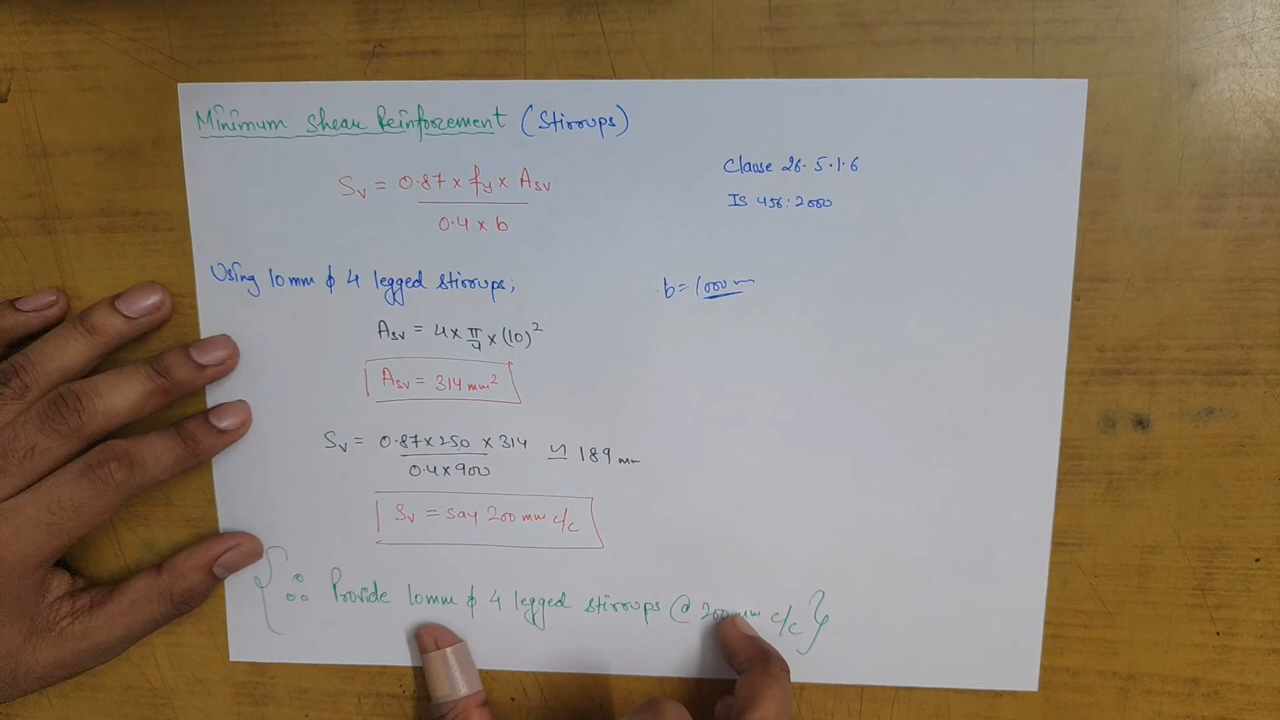 Minimum Shear Reinforcement (Stirrups)
Sv = 0.87 x fy x Asv
0.4 x b
Clause 26.5.1.6
IS 456:2000
Using 10mm ϕ 4 legged stirrups;
b = 1000 m
Asv = 4 x π/4 x (10)²
Asv = 314 mm²
Sv = 0.87 x 250 x 314 ≃ 189 mm
0.4 x 900
Sv = say 200 mm c/c
{ ∴ Provide 10mm ϕ 4 legged stirrups @ 200mm c/c }